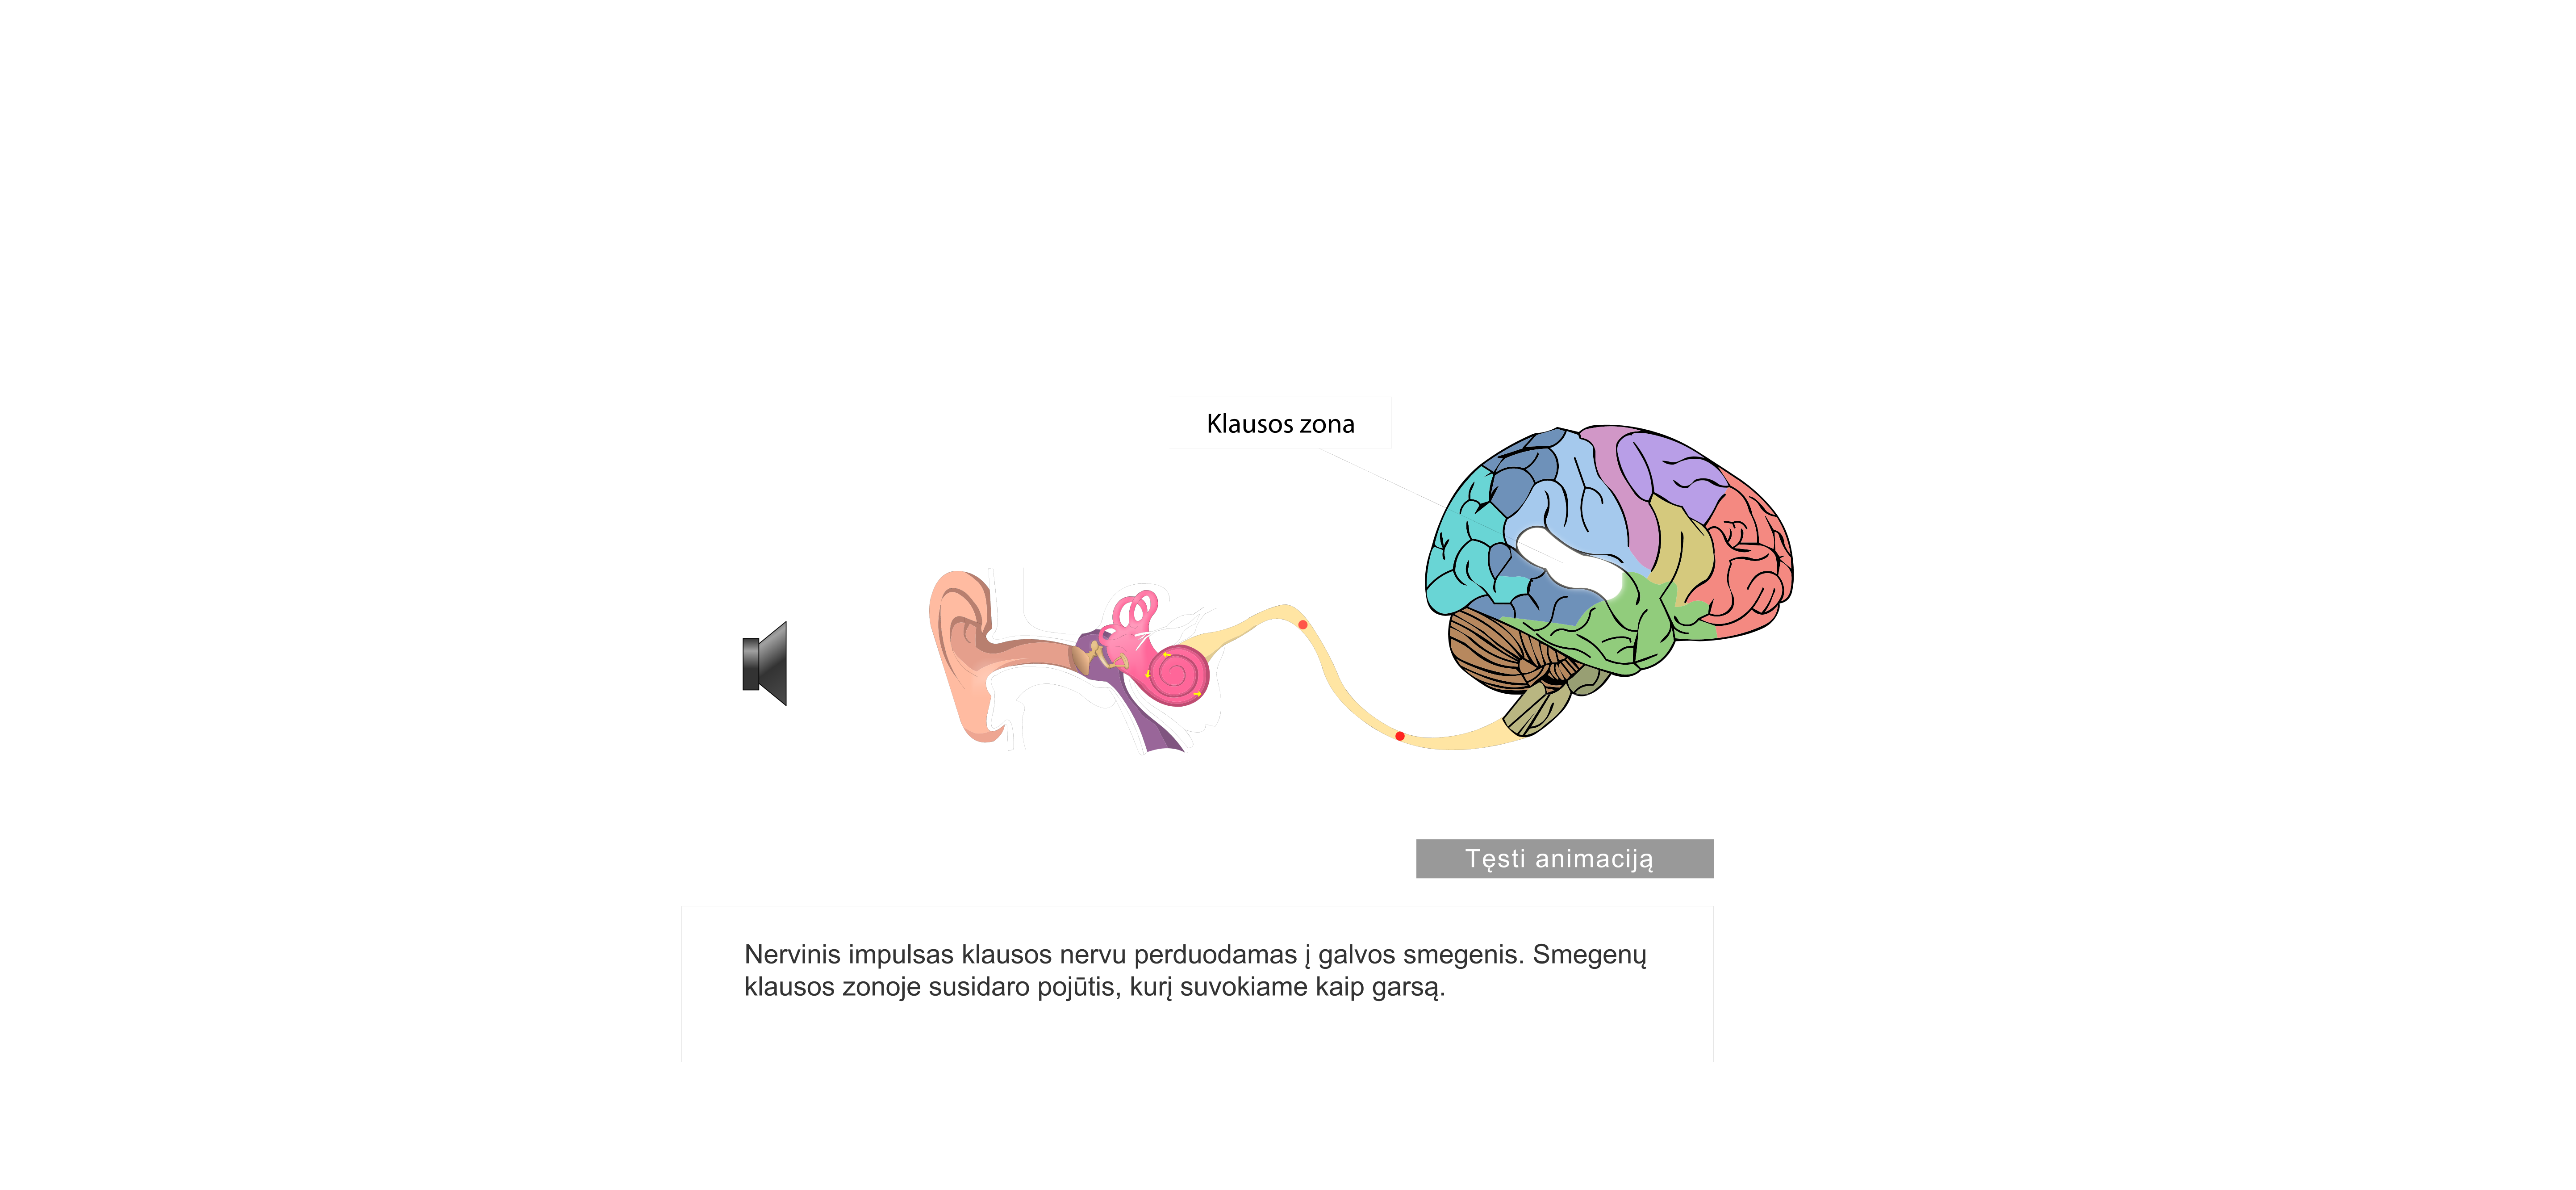 Klausos zona
Tęsti animaciją
Nervinis impulsas klausos nervu perduodamas į galvos smegenis. Smegenų
klausos zonoje susidaro pojūtis, kurį suvokiame kaip garsą.